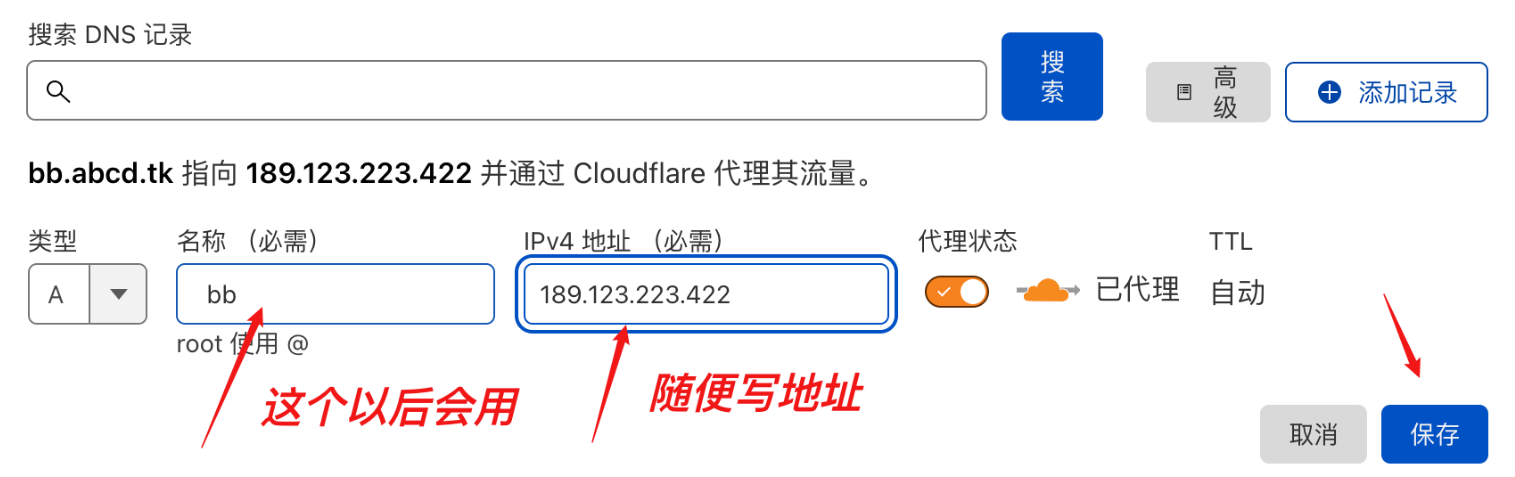 搜索 DNS 记录
搜索
高级
添加记录
bb.abcd.tk 指向 189.123.223.422 并通过 Cloudflare 代理其流量。
类型 名称 （必需） IPv4 地址 （必需） 代理状态 TTL
A bb 189.123.223.422 已代理 自动
root 使用 @
这个以后会用 随便写地址
取消 保存